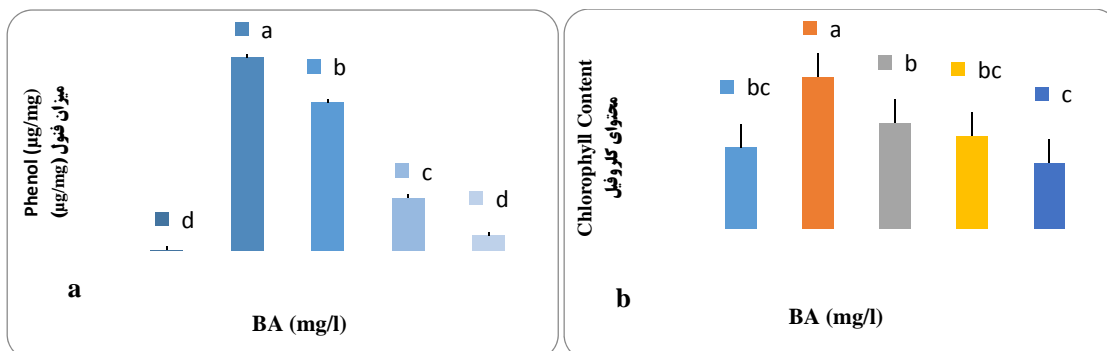 a
b
c
d
d
Phenol (µg/mg)
میزان فنول (µg/mg)
a
BA (mg/l)
a
bc
b
bc
c
Chlorophyll Content
محتوای کلروفیل
b
BA (mg/l)